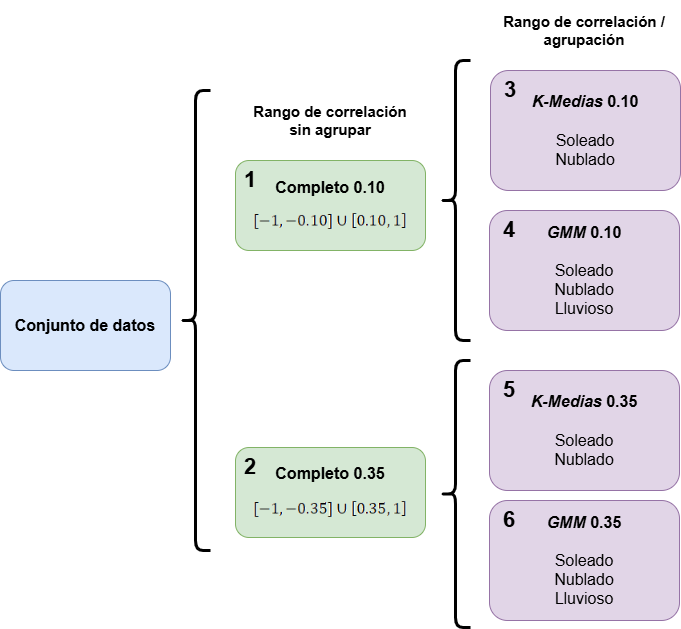 Conjunto de datos
Rango de correlación
sin agrupar
1
Completo 0.10
[−1, −0.10] ∪ [0.10, 1]
2
Completo 0.35
[−1, −0.35] ∪ [0.35, 1]
Rango de correlación /
agrupación
3
K-Medias 0.10
Soleado
Nublado
4
GMM 0.10
Soleado
Nublado
Lluvioso
5
K-Medias 0.35
Soleado
Nublado
6
GMM 0.35
Soleado
Nublado
Lluvioso